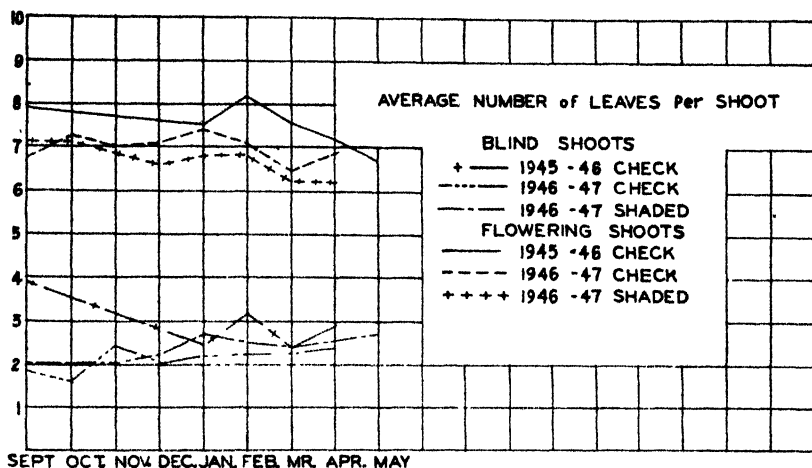 10
9
8
7
6
5
4
3
2
1
AVERAGE NUMBER of LEAVES Per SHOOT
BLIND SHOOTS
1945 -46 CHECK
1946 -47 CHECK
1946 -47 SHADED
FLOWERING SHOOTS
1945 -46 CHECK
1946 -47 CHECK
1946 -47 SHADED
SEPT OCT. NOV. DEC. JAN. FEB. MR. APR. MAY